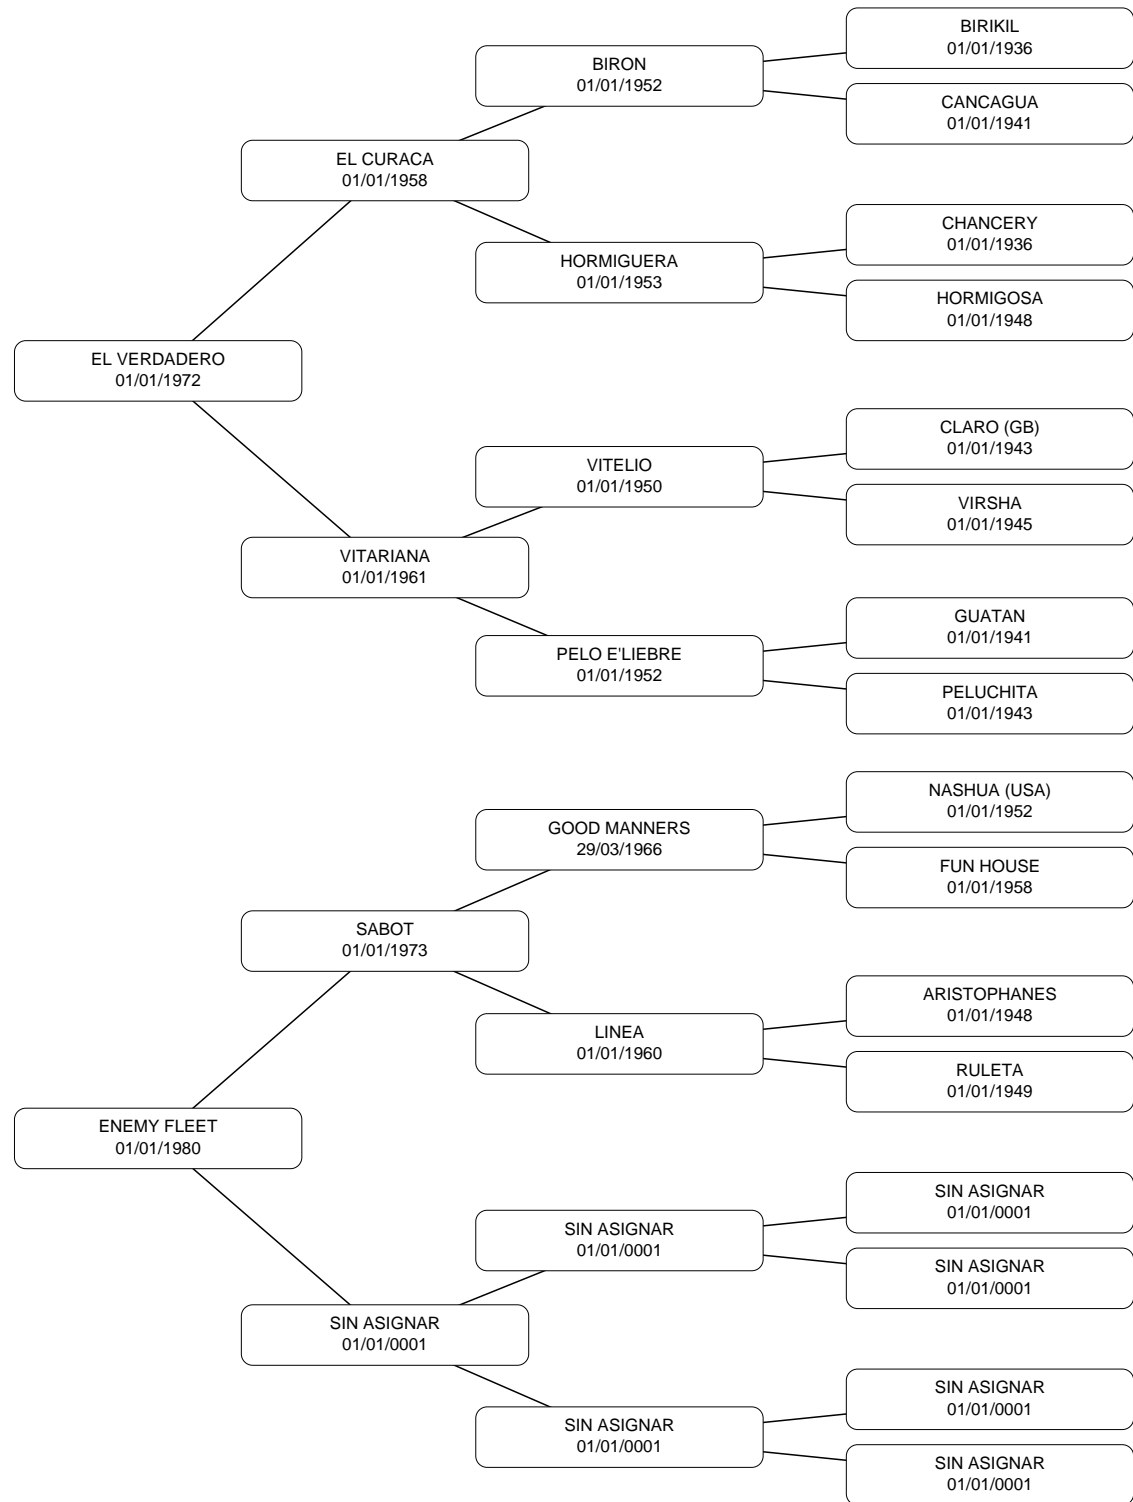 BIRIKIL
01/01/1936
BIRON
01/01/1952
CANCAGUA
01/01/1941
EL CURACA
01/01/1958
CHANCERY
01/01/1936
HORMIGUERA
01/01/1953
HORMIGOSA
01/01/1948
EL VERDADERO
01/01/1972
CLARO (GB)
01/01/1943
VITELIO
01/01/1950
VIRSHA
01/01/1945
VITARIANA
01/01/1961
GUATAN
01/01/1941
PELO E'LIEBRE
01/01/1952
PELUCHITA
01/01/1943
NASHUA (USA)
01/01/1952
GOOD MANNERS
29/03/1966
FUN HOUSE
01/01/1958
SABOT
01/01/1973
ARISTOPHANES
01/01/1948
LINEA
01/01/1960
RULETA
01/01/1949
ENEMY FLEET
01/01/1980
SIN ASIGNAR
01/01/0001
SIN ASIGNAR
01/01/0001
SIN ASIGNAR
01/01/0001
SIN ASIGNAR
01/01/0001
SIN ASIGNAR
01/01/0001
SIN ASIGNAR
01/01/0001
SIN ASIGNAR
01/01/0001